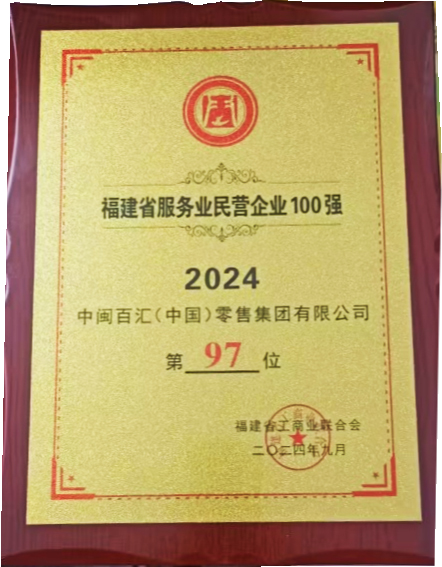 福建省服务业民营企业100强
2024
中闽百汇(中国)零售集团有限公司
第 97 位
福建省工商业联合会
二〇二四年九月